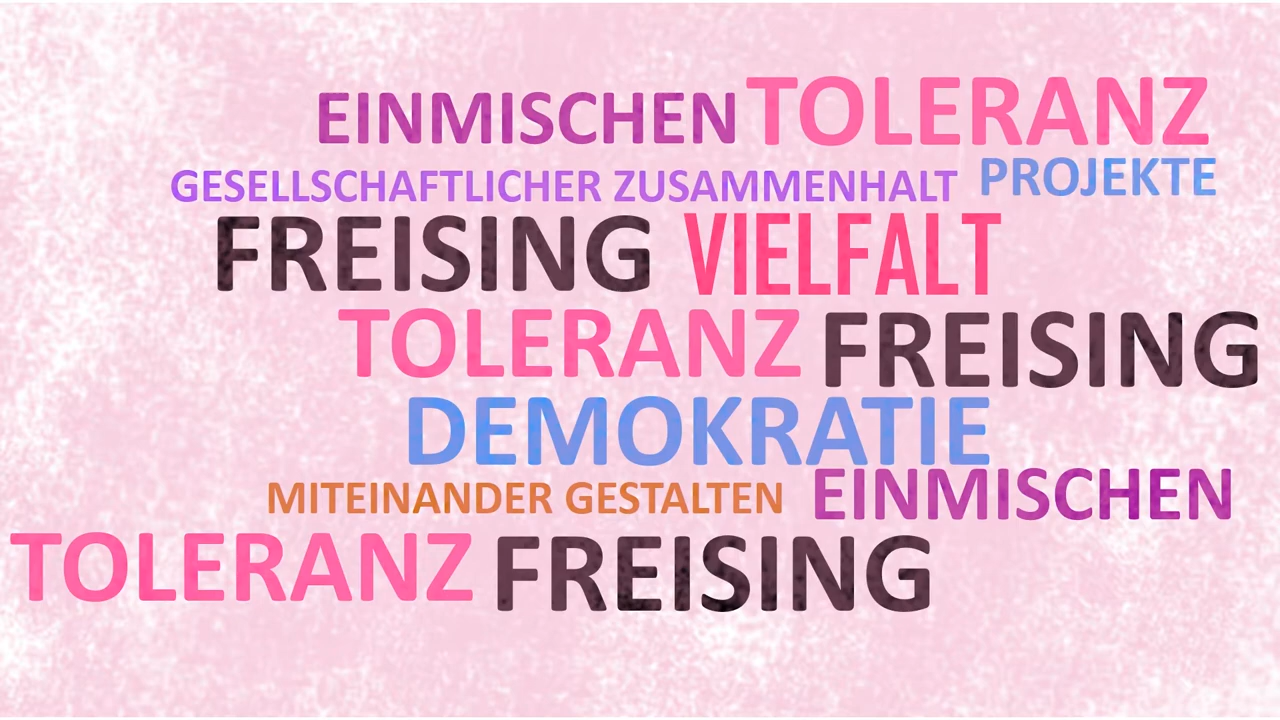 EINMISCHEN TOLERANZ
GESELLSCHAFTLICHER ZUSAMMENHALT PROJEKTE
FREISING VIELFALT
TOLERANZ FREISING
DEMOKRATIE
MITEINANDER GESTALTEN EINMISCHEN
TOLERANZ FREISING